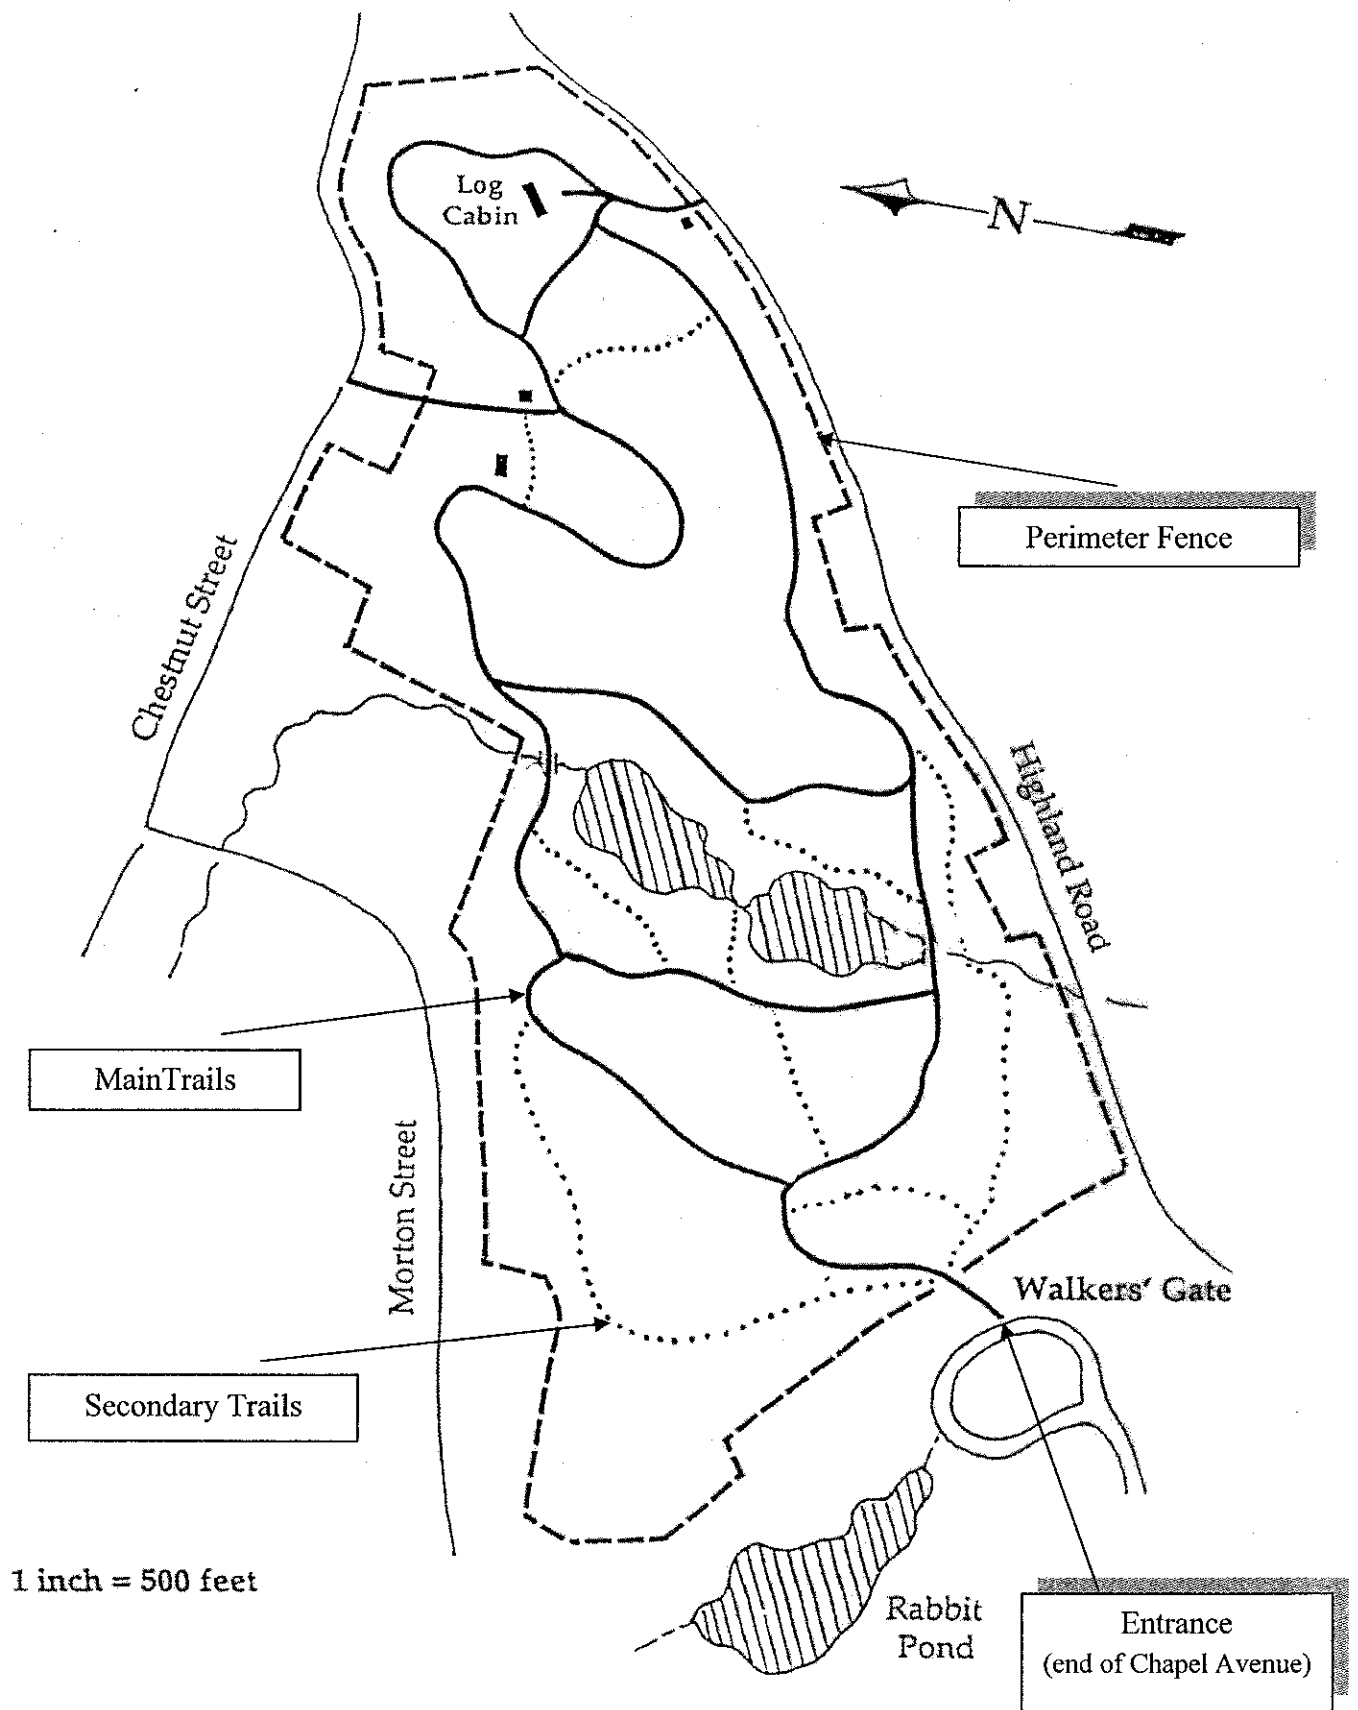 Log
Cabin
N
Perimeter Fence
Chestnut Street
Highland Road
MainTrails
Morton Street
Walkers' Gate
Secondary Trails
1 inch = 500 feet
Rabbit
Pond
Entrance
(end of Chapel Avenue)